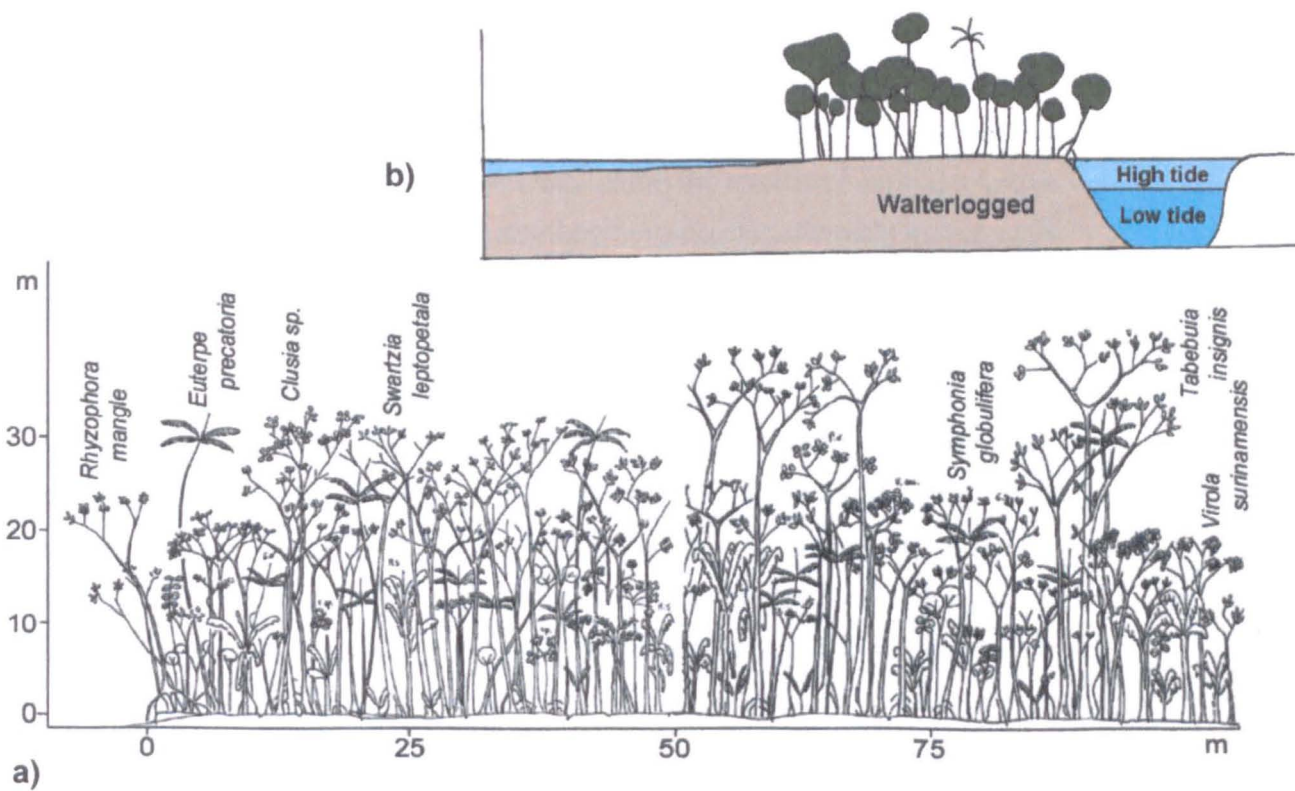 b)
High tide
Walterlogged
Low tide
m
Rhyzophora
mangle
Euterpe
precatoria
Clusia sp.
Swartzia
leptopetala
Symphonia
globulifera
Tabebuia
insignis
Virola
surinamensis
30
20
10
0
0
25
50
75
m
a)